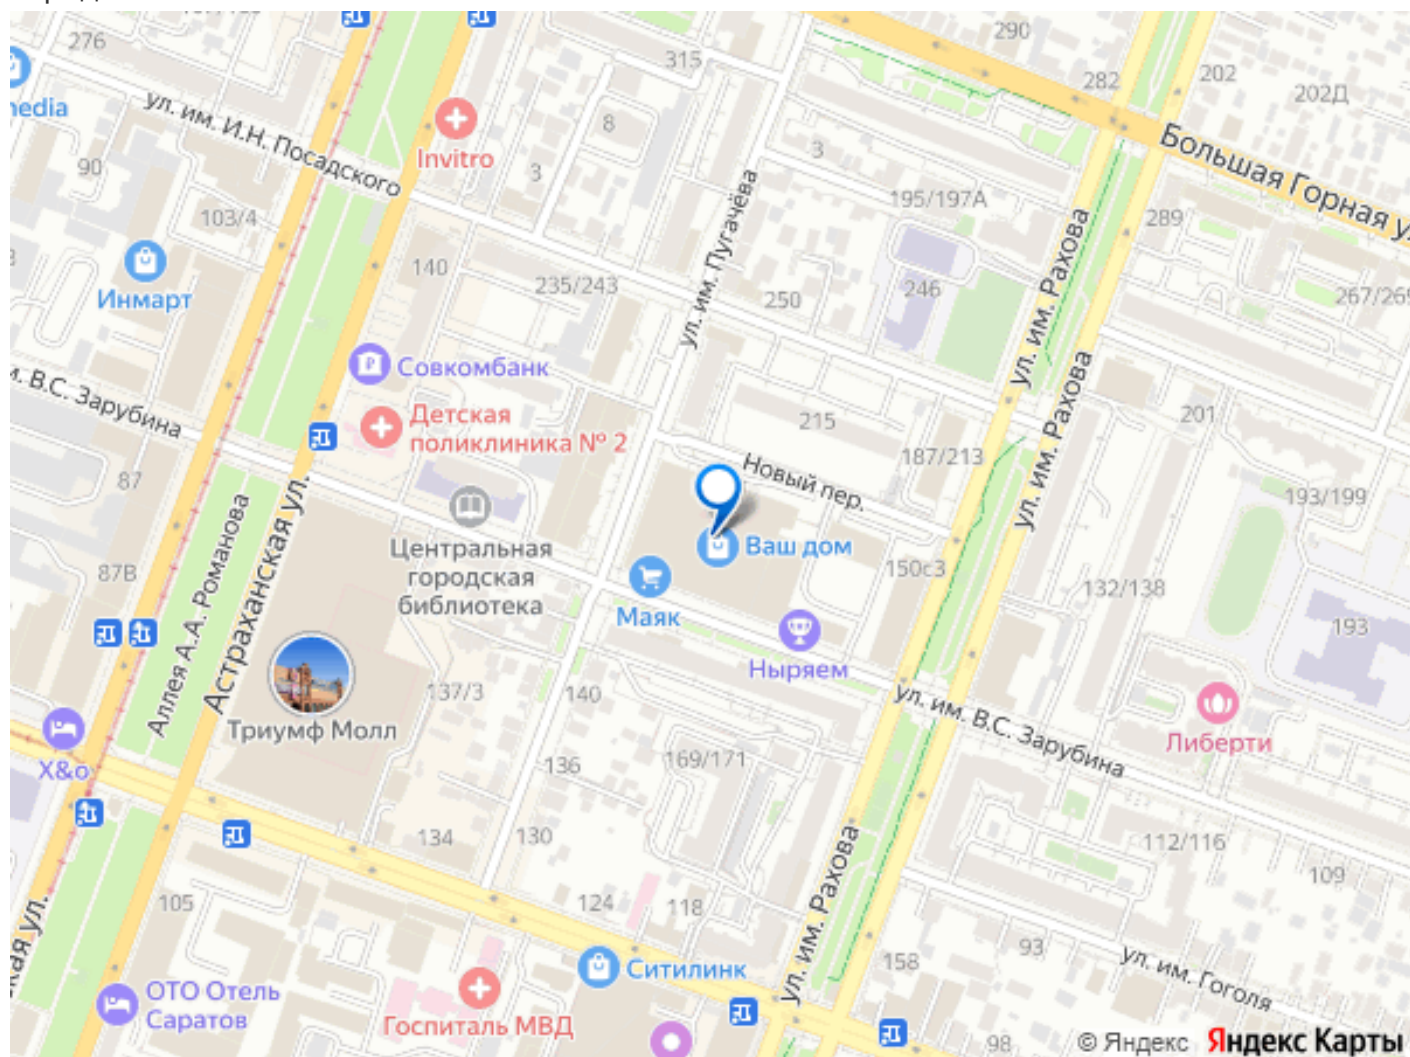 276
315
290
282
202
202Д
media
ул. им. И.Н. Посадского
Invitro
8
3
3
90
103/4
195/197А
289
Большая Горная у
ул. им. Пугачёва
ул. им. Рахова
Инмарт
140
235/243
250
246
267/269
Совкомбанк
ул. им. Рахова
. В.С. Зарубина
Детская
поликлиника № 2
215
201
187/213
87
Новый пер.
193/199
Центральная
городская
библиотека
Ваш дом
150с3
87В
Аллея А.А. Романова
Астраханская ул.
Маяк
132/138
193
Ныряем
137/3
140
ул. им. В.С. Зарубина
Триумф Молл
Либерти
Х&о
136
169/171
134
130
112/116
109
ул. им. Рахова
105
124
118
кая ул.
93
158
ул. им. Гоголя
Ситилинк
ОТО Отель
Саратов
Госпиталь МВД
98
© Яндекс Яндекс Карты